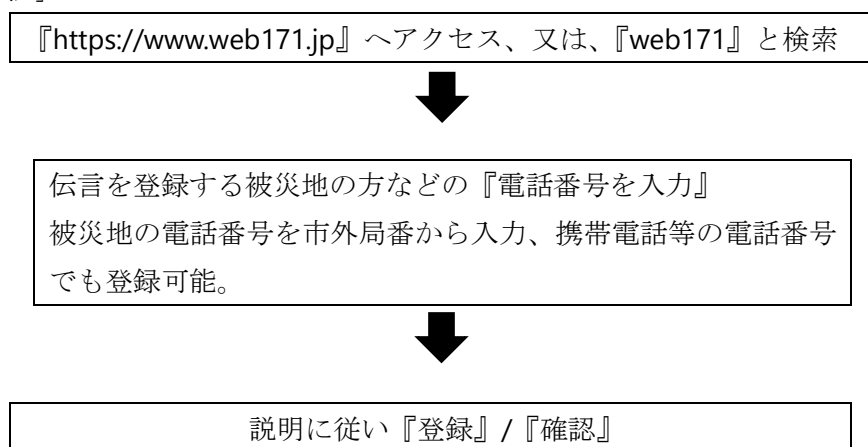 『https://www.web171.jp』へアクセス、又は、『web171』と検索
伝言を登録する被災地の方などの『電話番号を入力』
被災地の電話番号を市外局番から入力、携帯電話等の電話番号
でも登録可能。
説明に従い『登録』/『確認』